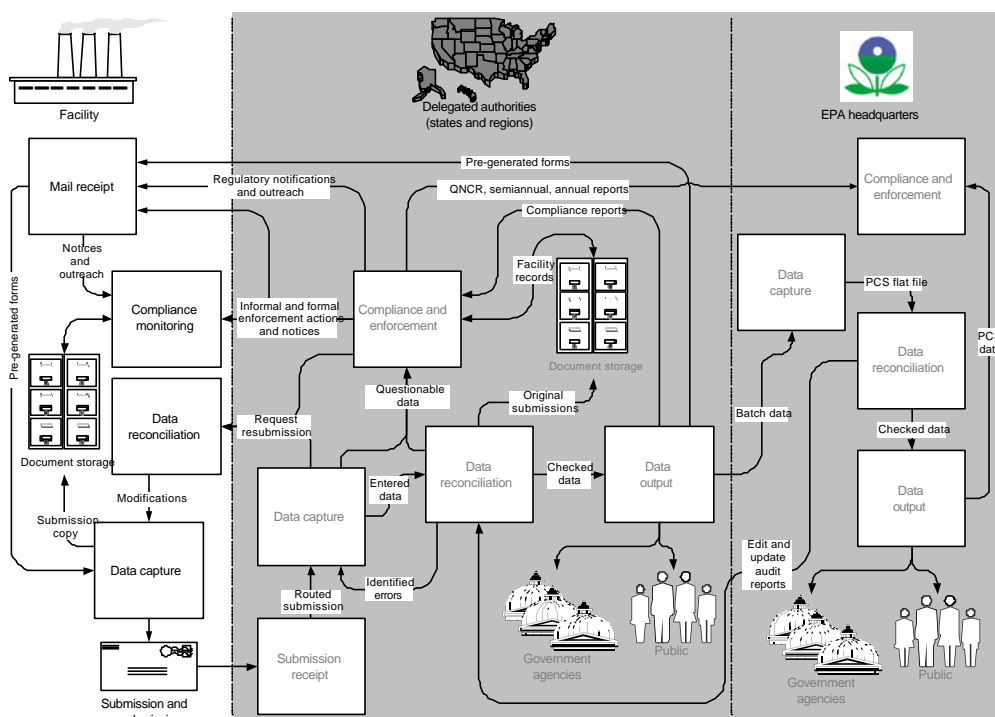 Facility
Delegated authorities
(states and regions)
EPA headquarters
Mail receipt
Pre-generated forms
Regulatory notifications
and outreach
QNCR, semiannual, annual reports
Compliance and
enforcement
Compliance reports
Notices
and
outreach
Pre-generated forms
Compliance
monitoring
Informal and formal
enforcement actions
and notices
Compliance
and enforcement
Facility
records
Document storage
Data
capture
PCS flat file
Data
reconciliation
PCS
data
Document storage
Data
reconciliation
Request
resubmission
Questionable
data
Original
submissions
Batch data
Checked data
Modifications
Submission
copy
Data capture
Data capture
Entered
data
Data
reconciliation
Checked
data
Data
output
Data
output
Routed
submission
Identified
errors
Edit and
update
audit
reports
Submission
receipt
Government
agencies
Public
Government
agencies
Public
Submission and